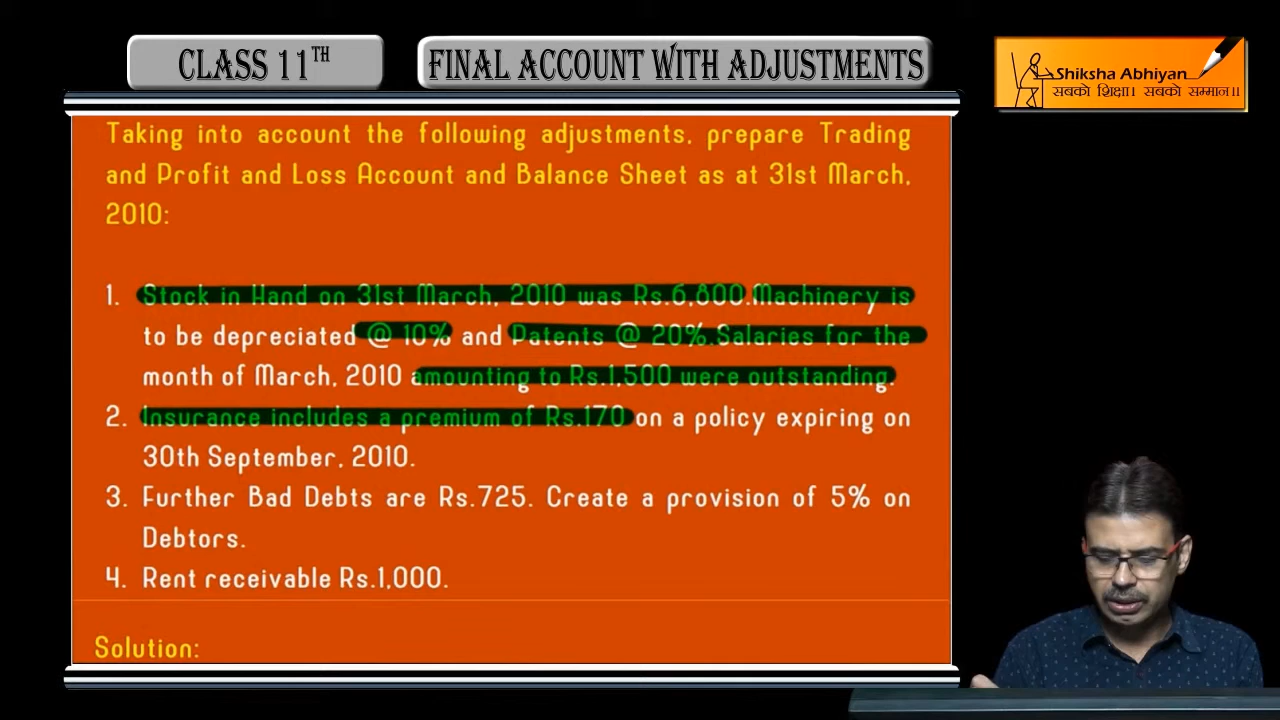 CLASS 11TH
FINAL ACCOUNT WITH ADJUSTMENTS
Shiksha Abhiyan
सबको शिक्षा। सबको सम्मान।।
Taking into account the following adjustments, prepare Trading
and Profit and Loss Account and Balance Sheet as at 31st March,
2010:
1. Stock in Hand on 31st March, 2010 was Rs.6,800.Machinery is
to be depreciated @ 10% and Patents @ 20%.Salaries for the
month of March, 2010 amounting to Rs.1,500 were outstanding.
2. Insurance includes a premium of Rs.170 on a policy expiring on
30th September, 2010.
3. Further Bad Debts are Rs.725. Create a provision of 5% on
Debtors.
4. Rent receivable Rs.1,000.
Solution: